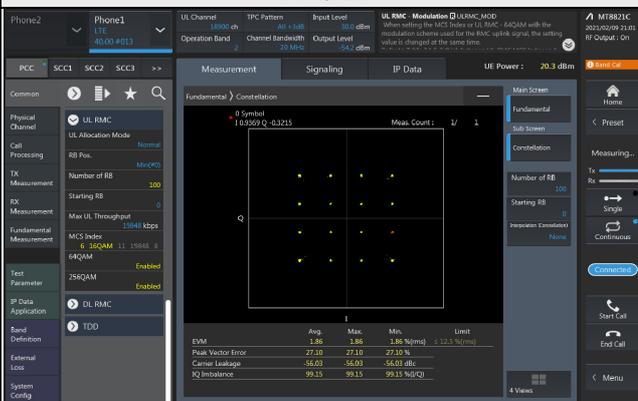 Phone2
Phone1
LTE
40.00 #013
UL Channel
18900 ch
TPC Pattern
All +3dB
Input Level
30.0 dBm
Operation Band
2
Channel Bandwidth
20 MHz
Output Level
-54.2 dBm
UL RMC - Modulation ULRMC_MOD
When setting the MCS Index or UL RMC - 64QAM with the
modulation scheme used for the RMC uplink signal, the setting
value is changed at the same time.
MT8821C
2021/02/09 21:01
RF Output : On
PCC
SCC1
SCC2
SCC3
>>
Measurement
Signaling
IP Data
UE Power :
20.3 dBm
Band Cal
Common
Physical
Channel
Call
Processing
TX
Measurement
RX
Measurement
Fundamental
Measurement
Test
Parameter
IP Data
Application
Band
Definition
External
Loss
System
Config
UL RMC
UL Allocation Mode
Normal
RB Pos.
Min(#0)
Number of RB
100
Starting RB
0
Max UL Throughput
19848 kbps
MCS Index
6 16QAM 11 19848 8
64QAM
Enabled
256QAM
Enabled
DL RMC
TDD
Fundamental > Constellation
0 Symbol
I 0.9369 Q -0.3215
Meas. Count : 1/ 1
Q
I
Avg. Max. Min. Limit
EVM 1.86 1.86 1.86 %(rms) ≤ 12.5 %(rms)
Peak Vector Error 27.10 27.10 27.10 %
Carrier Leakage -56.03 -56.03 -56.03 dBc
IQ Imbalance 99.15 99.15 99.15 %(I/Q)
Main Screen
Fundamental
Sub Screen
Constellation
Number of RB
100
Starting RB
0
Interpolation (Constellation)
None
4 Views
Home
< Preset
Measuring...
Tx
Rx
Single
Continuous
Connected
Start Call
End Call
< Menu